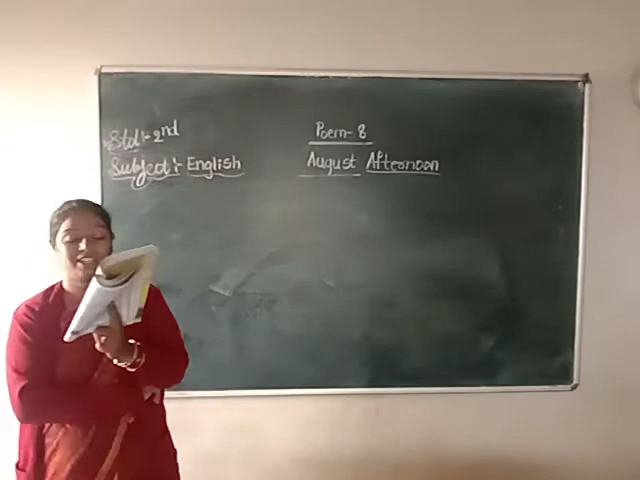 Std:- 2nd
Subject:- English
Poem- 8
August Afternoon